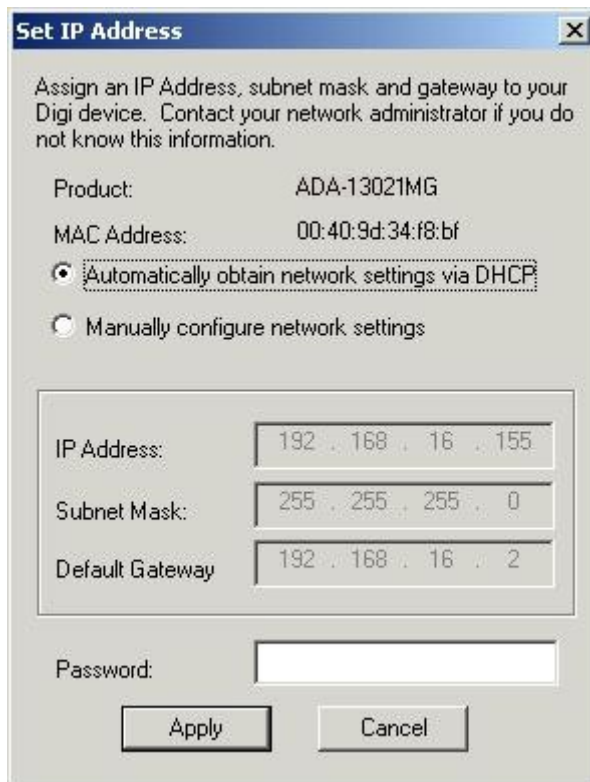 Set IP Address
Assign an IP Address, subnet mask and gateway to your
Digi device.  Contact your network administrator if you do
not know this information.
Product: ADA-13021MG
MAC Address: 00:40:9d:34:f8:bf
Automatically obtain network settings via DHCP
Manually configure network settings
IP Address: 192 . 168 . 16 . 155
Subnet Mask: 255 . 255 . 255 . 0
Default Gateway 192 . 168 . 16 . 2
Password:
Apply Cancel